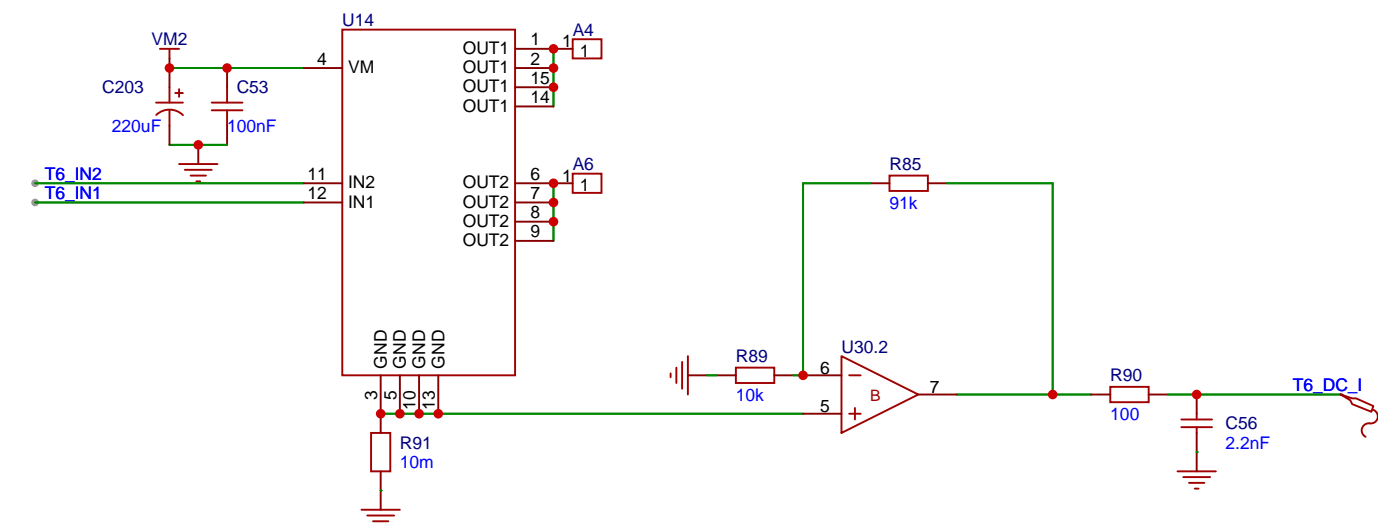 U14
VM2
C203
+
220uF
C53
100nF
4
VM
T6_IN2
T6_IN1
11
IN2
12
IN1
OUT1
1
OUT1
2
OUT1
15
OUT1
14
1
A4
1
OUT2
6
OUT2
7
OUT2
8
OUT2
9
1
A6
1
GND
GND
GND
GND
3
5
10
13
R91
10m
R85
91k
R89
10k
U30.2
6
5
B
7
R90
100
C56
2.2nF
T6_DC_I